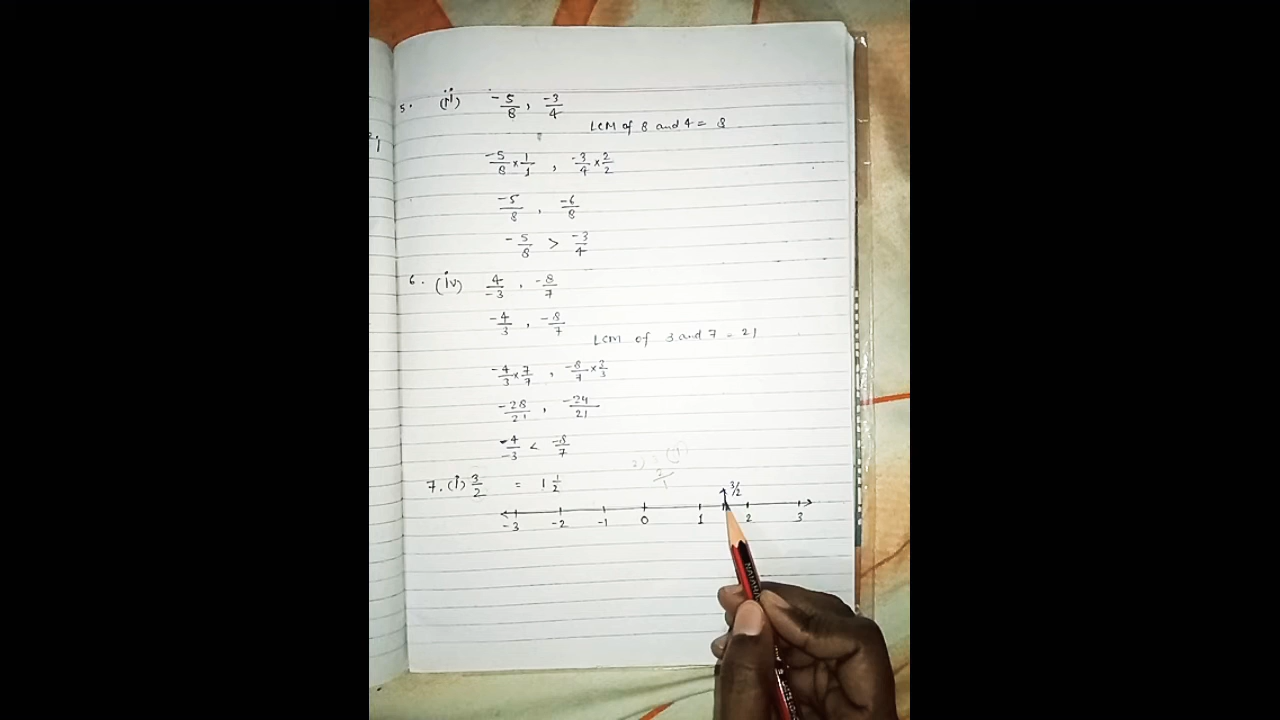 5. (ii) -5/8, -3/4
LCM of 8 and 4 = 8
-5/8 × 1/1 , -3/4 × 2/2
-5/8 , -6/8
-5/8 > -3/4
6. (iv) 4/-3 , -8/7
-4/3 , -8/7
LCM of 3 and 7 = 21
-4/3 × 7/7 , -8/7 × 3/3
-28/21 , -24/21
-4/-3 < -8/7
7. (i) 3/2 = 1 1/2
3/2
-3 -2 -1 0 1 2 3